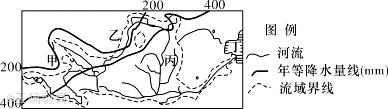 200 400
图 例
乙
甲
丙
河流
年等降水量线(mm)
流域界线
200
400